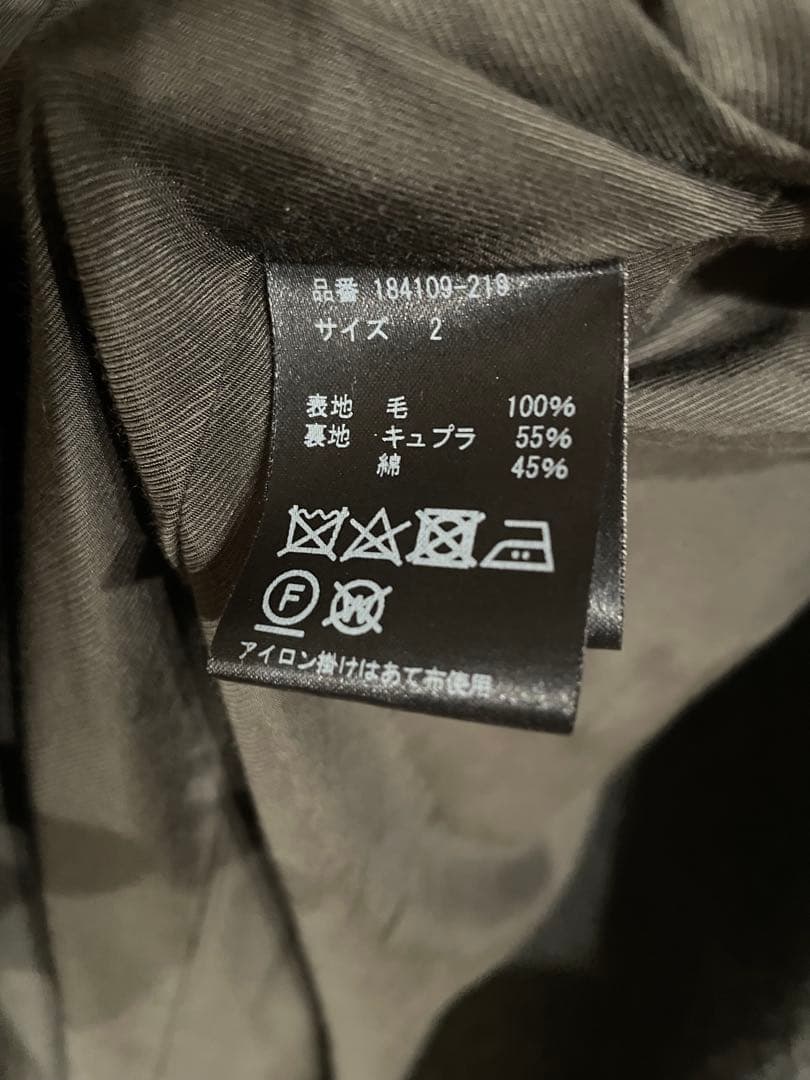 品番 184109-219
サイズ 2
表地 毛 100%
裏地 キュプラ 55%
綿 45%
F W
アイロン掛けはあて布使用